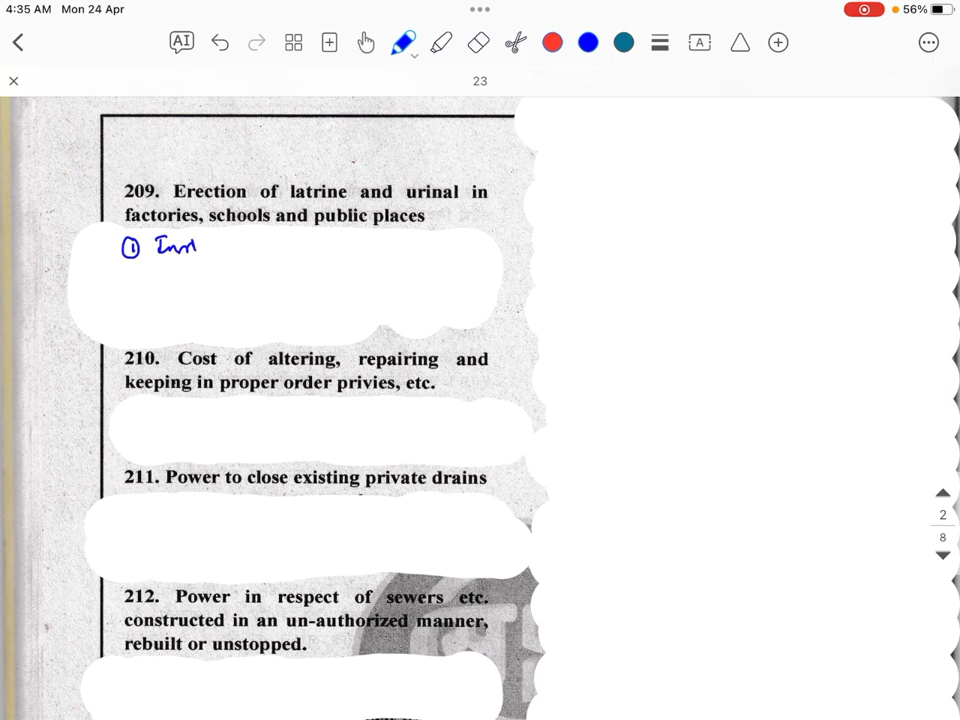 4:35 AM Mon 24 Apr
56%
AI
A
23
209. Erection of latrine and urinal in
factories, schools and public places
①
210. Cost of altering, repairing and
keeping in proper order privies, etc.
211. Power to close existing private drains
212. Power in respect of sewers etc.
constructed in an un-authorized manner,
rebuilt or unstopped.
2
8